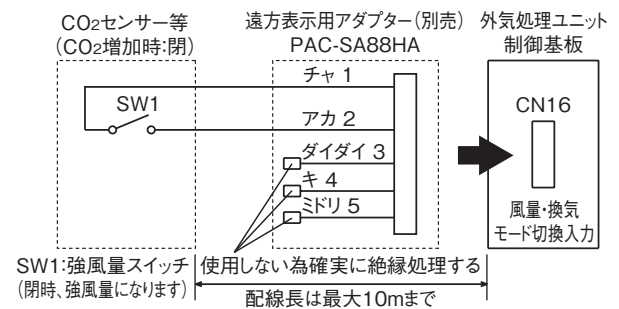 CO2センサー等
(CO2増加時:閉)
遠方表示用アダプター(別売)
PAC-SA88HA
外気処理ユニット
制御基板
チャ 1
SW1
アカ 2
ダイダイ 3
キ 4
ミドリ 5
CN16
風量・換気
モード切換入力
SW1:強風量スイッチ
(閉時、強風量になります)
使用しない為確実に絶縁処理する
配線長は最大10mまで